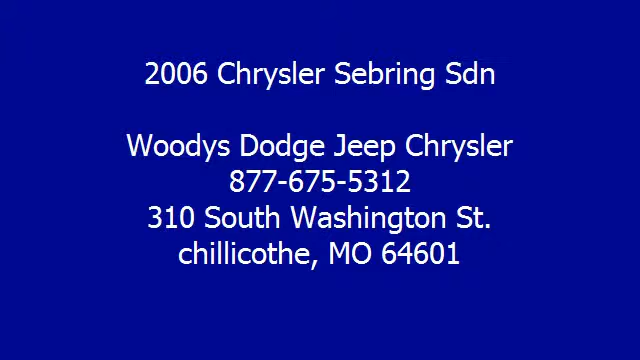 2006 Chrysler Sebring Sdn
Woodys Dodge Jeep Chrysler
877-675-5312
310 South Washington St.
chillicothe, MO 64601